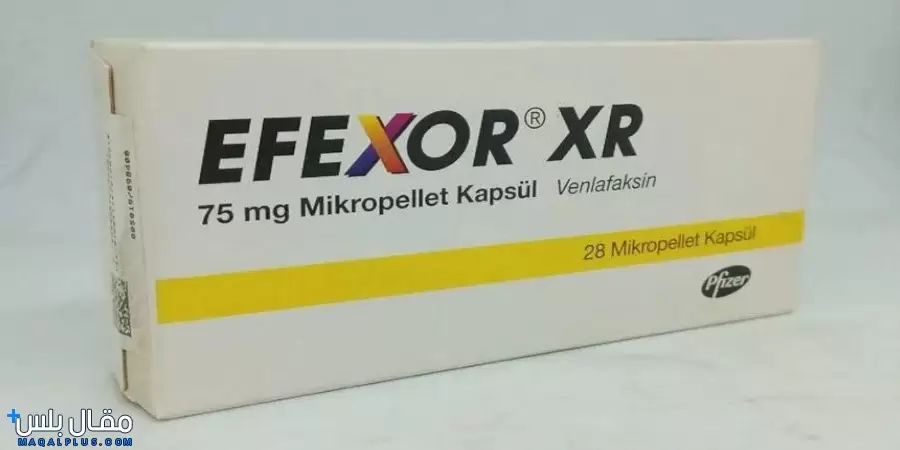 EFEXOR® XR
75 mg Mikropellet Kapsül Venlafaksin
28 Mikropellet Kapsül
Pfizer
مقال بلس+
MAQALPLUS.COM